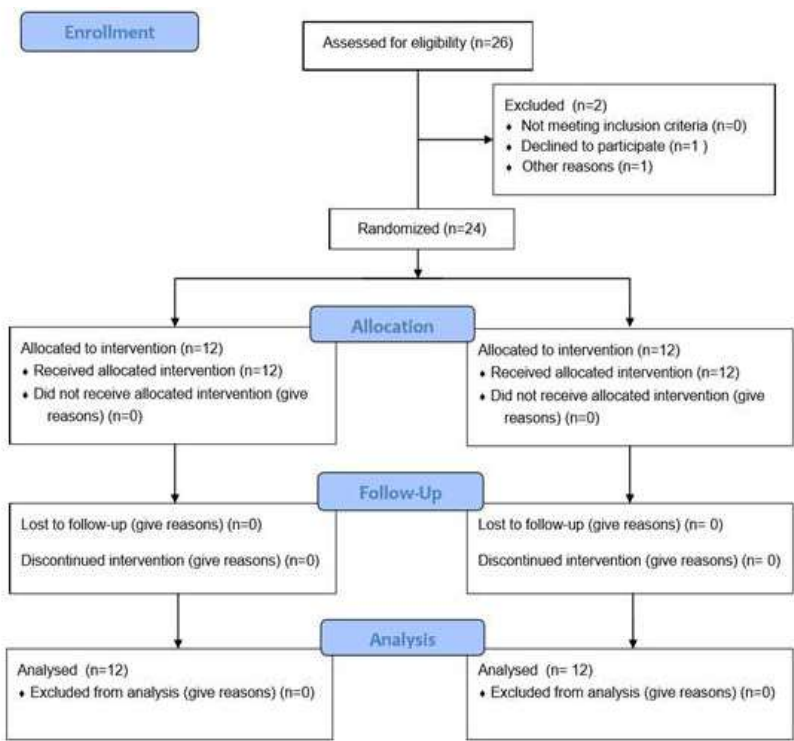 Enrollment
Assessed for eligibility (n=26)
Excluded (n=2)
♦ Not meeting inclusion criteria (n=0)
♦ Declined to participate (n=1 )
♦ Other reasons (n=1)
Randomized (n=24)
Allocation
Allocated to intervention (n=12)
♦ Received allocated intervention (n=12)
♦ Did not receive allocated intervention (give
reasons) (n=0)
Allocated to intervention (n=12)
♦ Received allocated intervention (n=12)
♦ Did not receive allocated intervention (give
reasons) (n=0)
Follow-Up
Lost to follow-up (give reasons) (n=0)
Discontinued intervention (give reasons) (n=0)
Lost to follow-up (give reasons) (n= 0)
Discontinued intervention (give reasons) (n= 0)
Analysis
Analysed (n=12)
♦ Excluded from analysis (give reasons) (n=0)
Analysed (n= 12)
♦ Excluded from analysis (give reasons) (n=0)